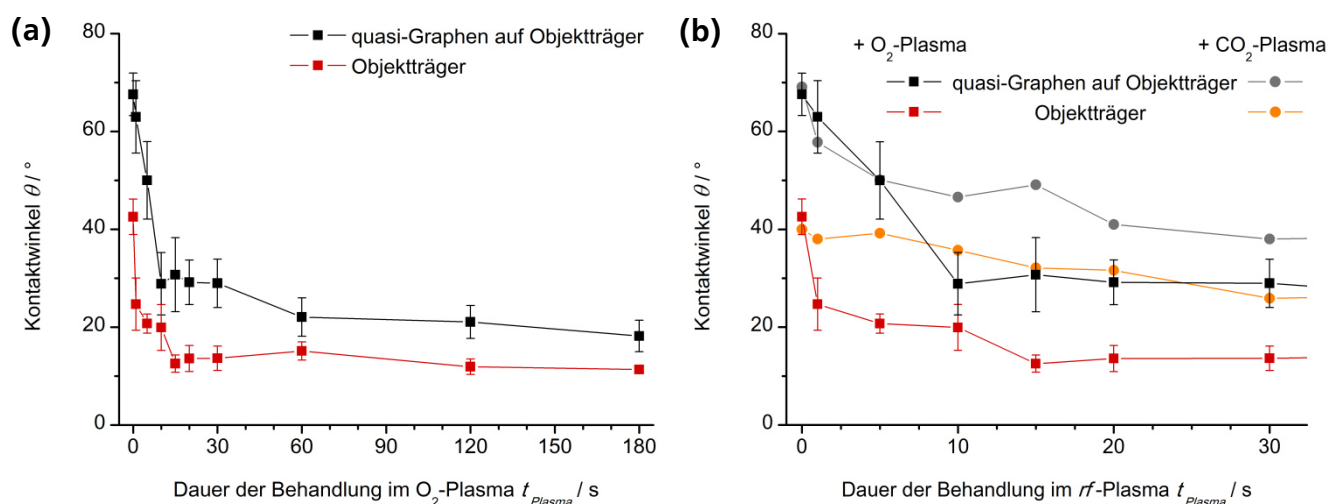 (a)
80
60
40
20
0
Kontaktwinkel θ / °
quasi-Graphen auf Objektträger
Objektträger
0 30 60 90 120 150 180
Dauer der Behandlung im O2-Plasma t Plasma / s
(b)
80
60
40
20
0
Kontaktwinkel θ / °
+ O2-Plasma + CO2-Plasma
quasi-Graphen auf Objektträger
Objektträger
0 10 20 30
Dauer der Behandlung im rf-Plasma t Plasma / s